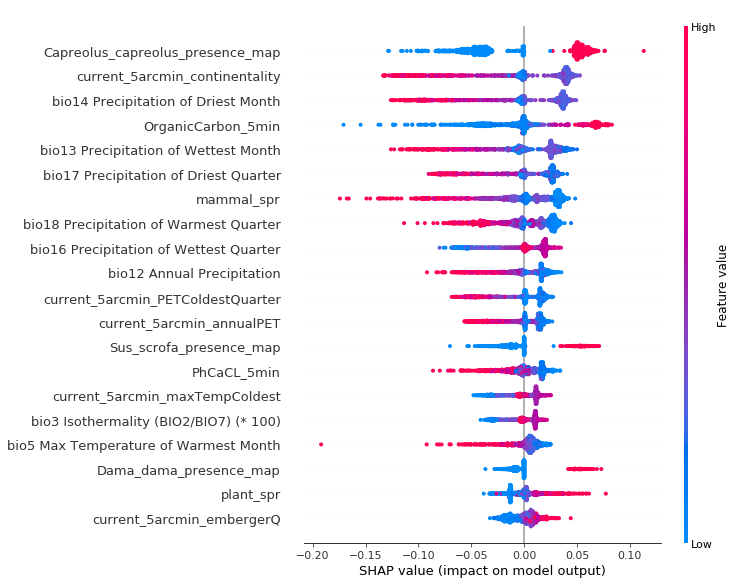 High
Capreolus_capreolus_presence_map
current_5arcmin_continentality
bio14 Precipitation of Driest Month
OrganicCarbon_5min
bio13 Precipitation of Wettest Month
bio17 Precipitation of Driest Quarter
mammal_spr
bio18 Precipitation of Warmest Quarter
bio16 Precipitation of Wettest Quarter
bio12 Annual Precipitation
current_5arcmin_PETColdestQuarter
current_5arcmin_annualPET
Sus_scrofa_presence_map
PhCaCL_5min
current_5arcmin_maxTempColdest
bio3 Isothermality (BIO2/BIO7) (* 100)
bio5 Max Temperature of Warmest Month
Dama_dama_presence_map
plant_spr
current_5arcmin_embergerQ
Feature value
Low
−0.20 −0.15 −0.10 −0.05 0.00 0.05 0.10
SHAP value (impact on model output)